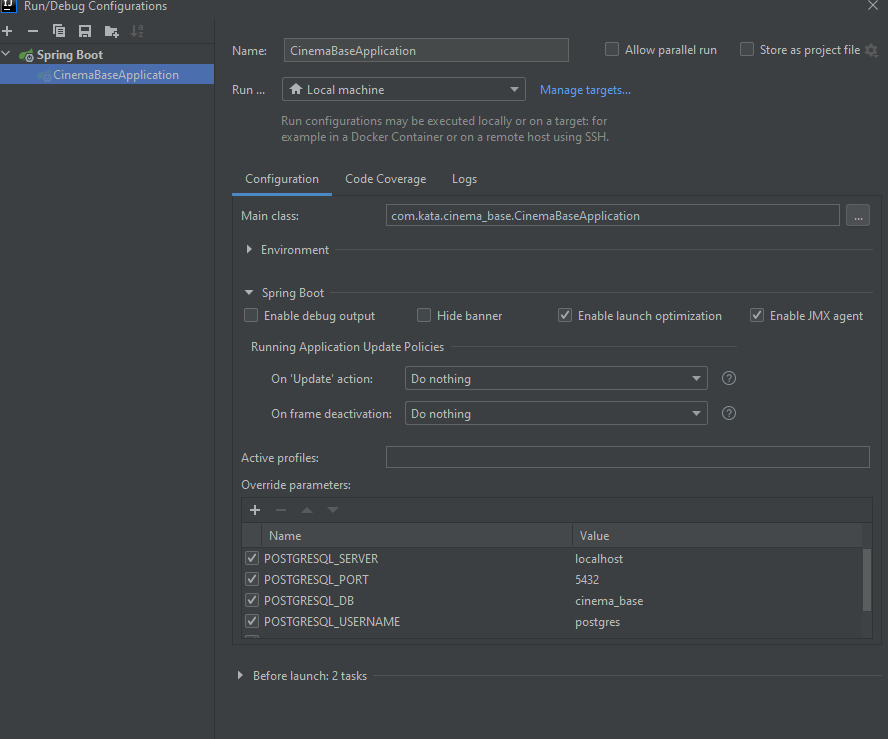 IJ Run/Debug Configurations
Spring Boot
CinemaBaseApplication
Name: CinemaBaseApplication Allow parallel run Store as project file
Run ... Local machine Manage targets...
Run configurations may be executed locally or on a target: for
example in a Docker Container or on a remote host using SSH.
Configuration Code Coverage Logs
Main class: com.kata.cinema_base.CinemaBaseApplication ...
Environment
Spring Boot
Enable debug output Hide banner Enable launch optimization Enable JMX agent
Running Application Update Policies
On 'Update' action: Do nothing ?
On frame deactivation: Do nothing ?
Active profiles:
Override parameters:
Name Value
POSTGRESQL_SERVER localhost
POSTGRESQL_PORT 5432
POSTGRESQL_DB cinema_base
POSTGRESQL_USERNAME postgres
Before launch: 2 tasks